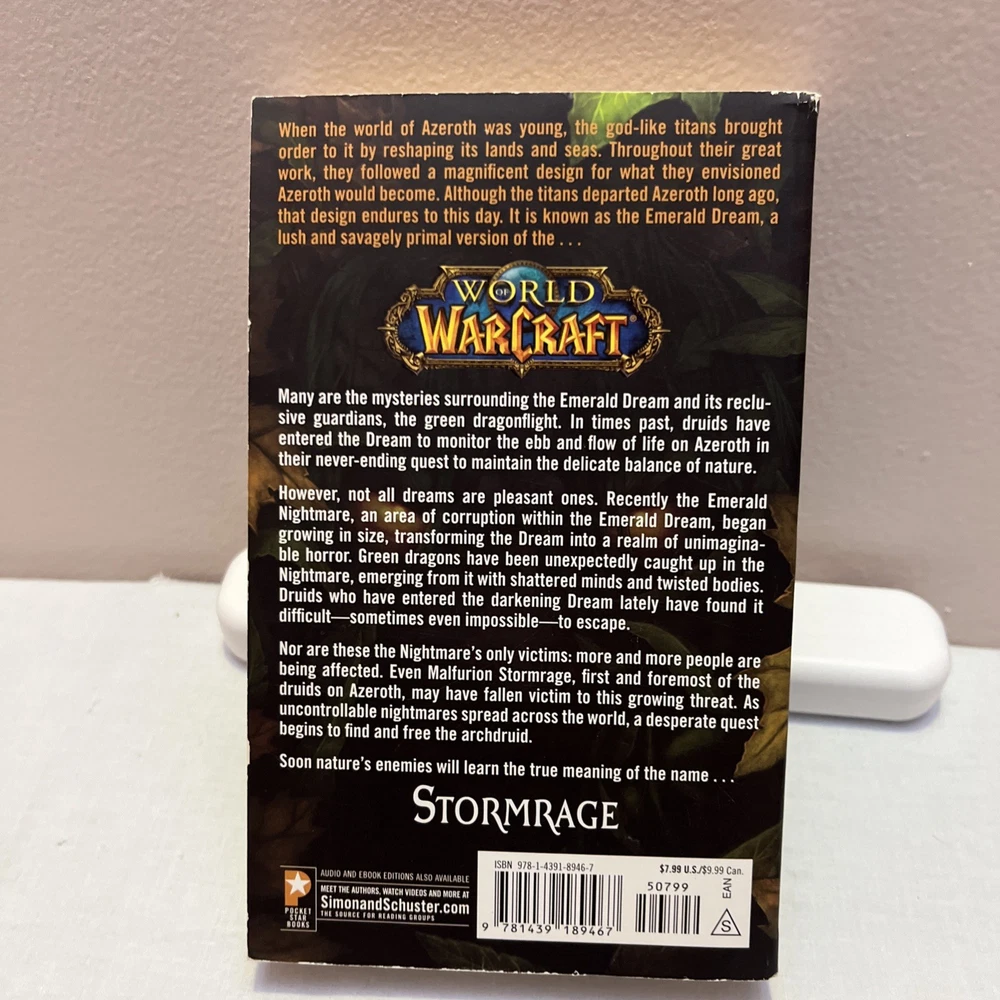 When the world of Azeroth was young, the god-like titans brought
order to it by reshaping its lands and seas. Throughout their great
work, they followed a magnificent design for what they envisioned
Azeroth would become. Although the titans departed Azeroth long ago,
that design endures to this day. It is known as the Emerald Dream, a
lush and savagely primal version of the . . .
WORLD
OF
WARCRAFT®
Many are the mysteries surrounding the Emerald Dream and its reclu-
sive guardians, the green dragonflight. In times past, druids have
entered the Dream to monitor the ebb and flow of life on Azeroth in
their never-ending quest to maintain the delicate balance of nature.
However, not all dreams are pleasant ones. Recently the Emerald
Nightmare, an area of corruption within the Emerald Dream, began
growing in size, transforming the Dream into a realm of unimagina-
ble horror. Green dragons have been unexpectedly caught up in the
Nightmare, emerging from it with shattered minds and twisted bodies.
Druids who have entered the darkening Dream lately have found it
difficult—sometimes even impossible—to escape.
Nor are these the Nightmare's only victims: more and more people are
being affected. Even Malfurion Stormrage, first and foremost of the
druids on Azeroth, may have fallen victim to this growing threat. As
uncontrollable nightmares spread across the world, a desperate quest
begins to find and free the archdruid.
Soon nature's enemies will learn the true meaning of the name . . .
STORMRAGE
POCKET
STAR
BOOKS
AUDIO AND EBOOK EDITIONS ALSO AVAILABLE
MEET THE AUTHORS, WATCH VIDEOS AND MORE AT
SimonandSchuster.com
THE SOURCE FOR READING GROUPS
ISBN 978-1-4391-8946-7
$7.99 U.S./$9.99 Can.
50799
EAN
S
9 781439 189467